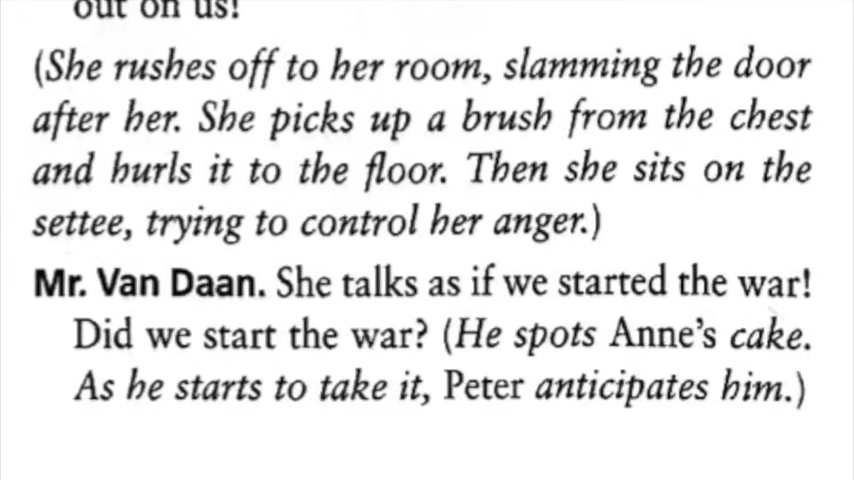 out on us!
(She rushes off to her room, slamming the door
after her. She picks up a brush from the chest
and hurls it to the floor. Then she sits on the
settee, trying to control her anger.)
Mr. Van Daan. She talks as if we started the war!
Did we start the war? (He spots Anne's cake.
As he starts to take it, Peter anticipates him.)